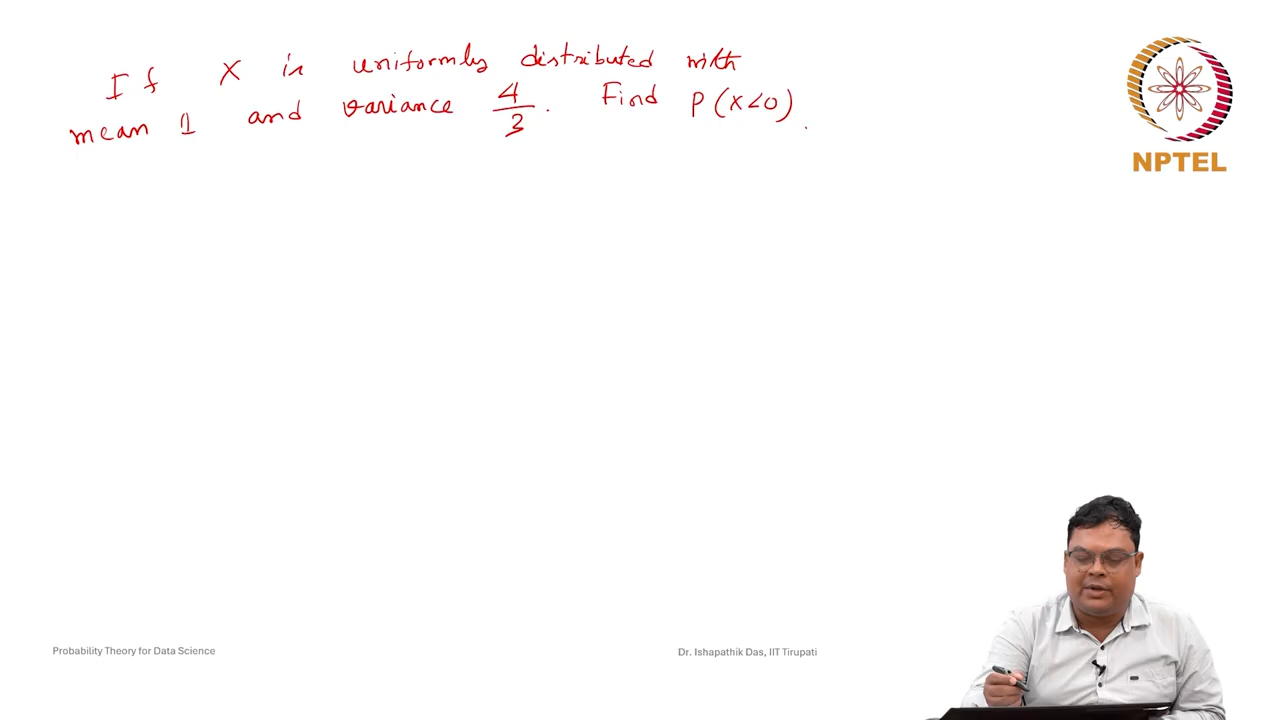 If X is uniformly distributed with
mean 1 and variance 4/3. Find P(X<0).
NPTEL
Probability Theory for Data Science
Dr. Ishapathik Das, IIT Tirupati